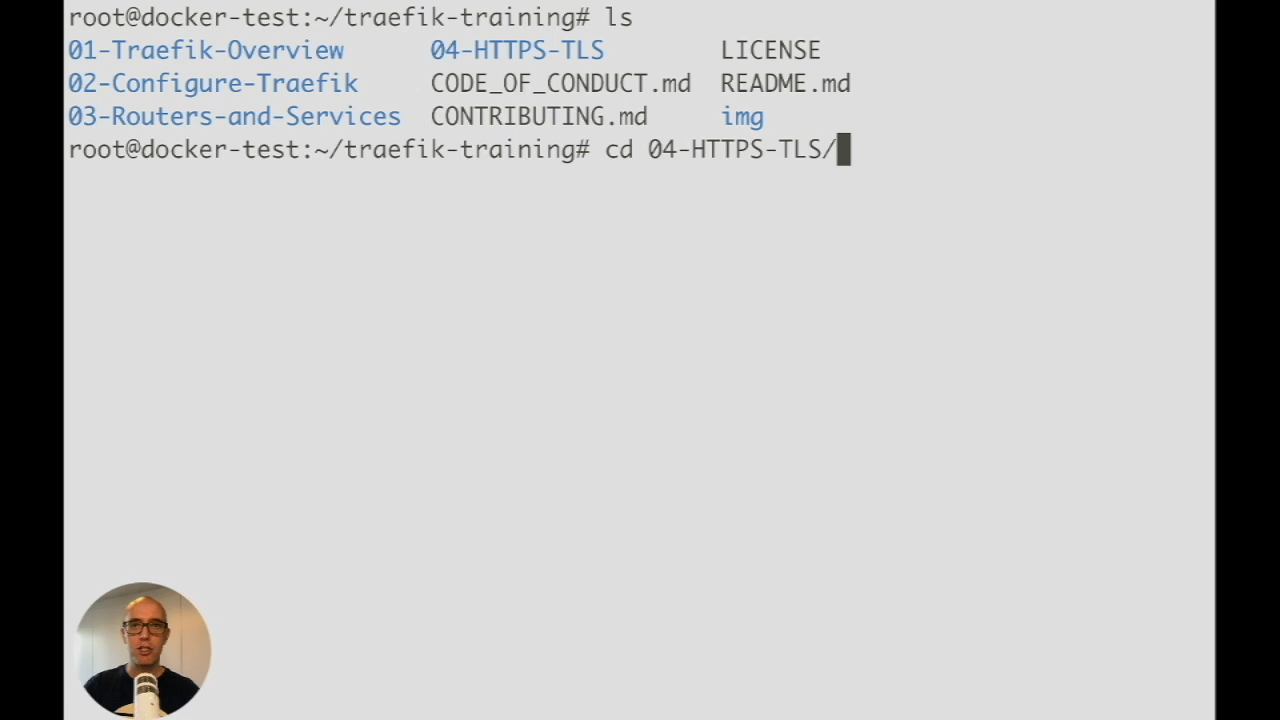 root@docker-test:~/traefik-training# ls
01-Traefik-Overview 04-HTTPS-TLS LICENSE
02-Configure-Traefik CODE_OF_CONDUCT.md README.md
03-Routers-and-Services CONTRIBUTING.md img
root@docker-test:~/traefik-training# cd 04-HTTPS-TLS/